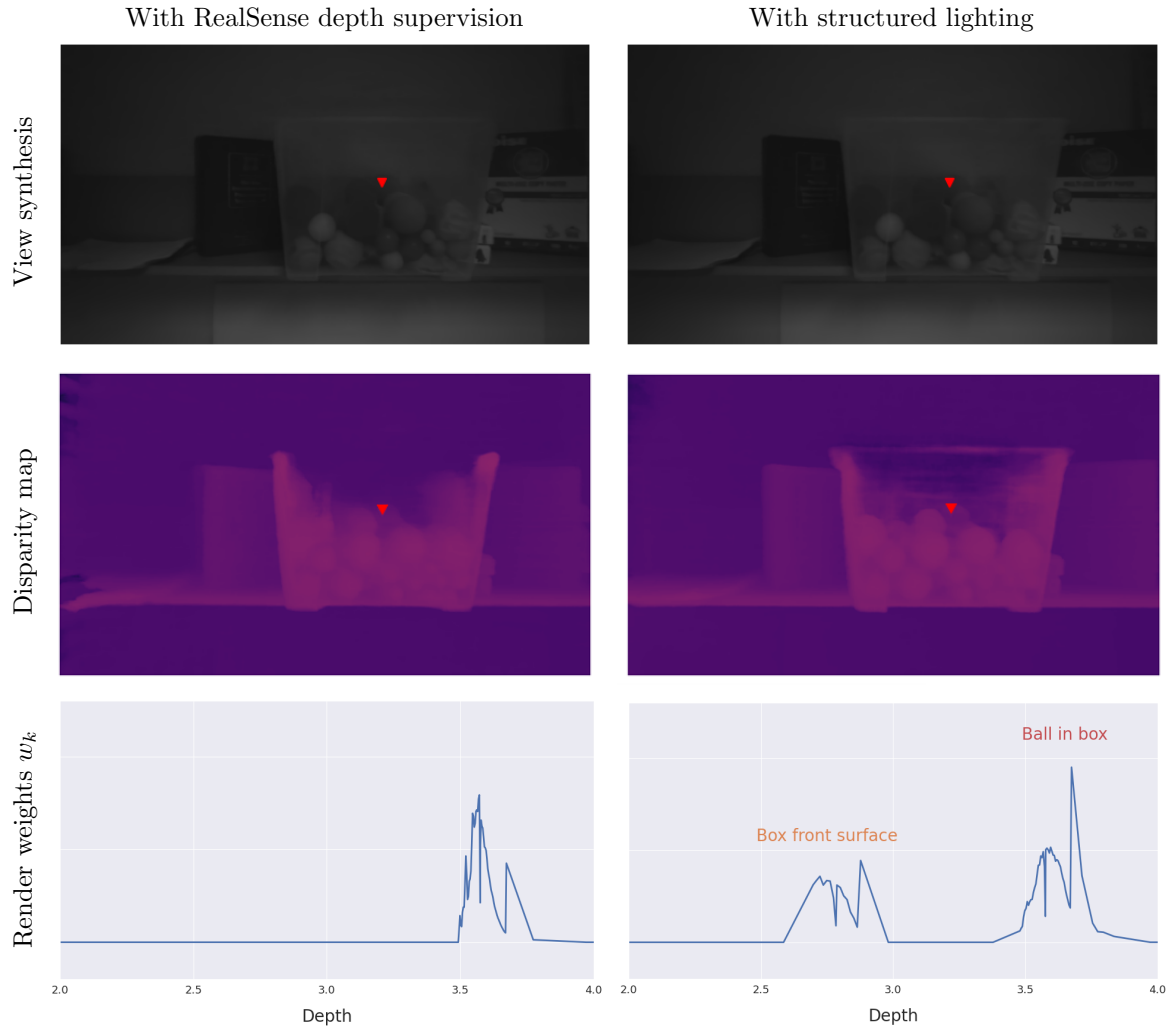 With RealSense depth supervision
With structured lighting
View synthesis
Disparity map
Render weights wₖ
Box front surface
Ball in box
2.0 2.5 3.0 3.5 4.0
2.0 2.5 3.0 3.5 4.0
Depth
Depth